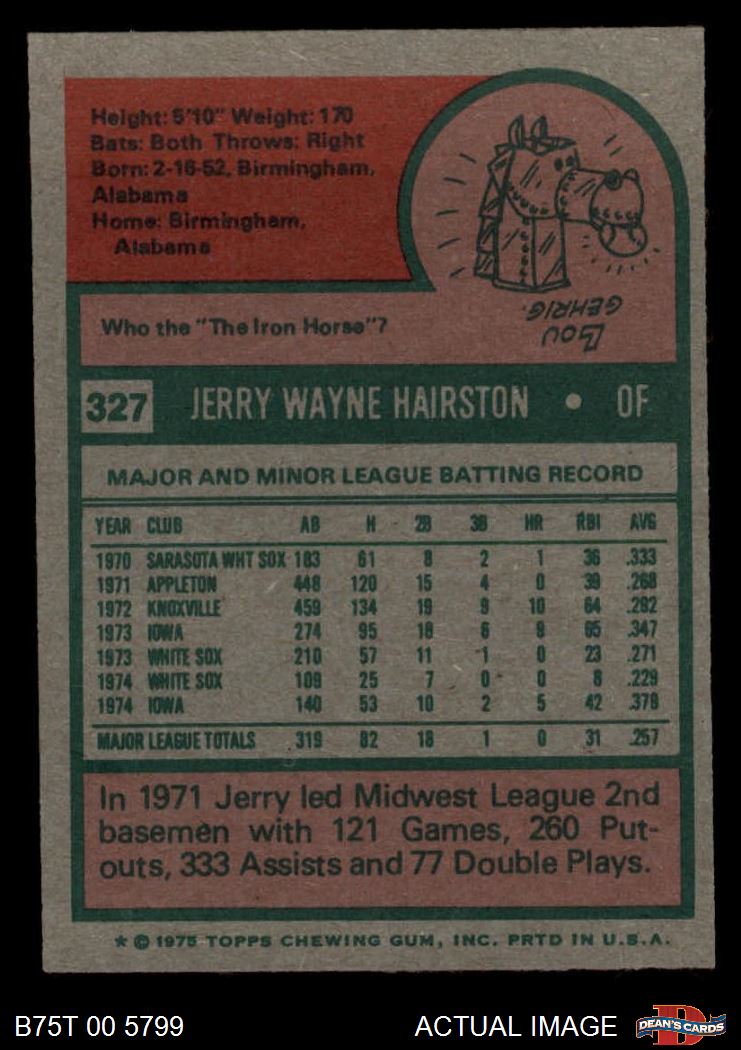 Height: 5'10" Weight: 170
Bats: Both Throws: Right
Born: 2-16-52, Birmingham,
Alabama
Home: Birmingham,
Alabama
Who the "The Iron Horse"?
LOU
GEHRIG.
327 JERRY WAYNE HAIRSTON • OF
MAJOR AND MINOR LEAGUE BATTING RECORD
YEAR CLUB AB H 2B 3B HR RBI AVG
1970 SARASOTA WHT SOX 183 61 8 2 1 36 .333
1971 APPLETON 448 120 15 4 0 39 .268
1972 KNOXVILLE 459 134 19 9 10 64 .292
1973 IOWA 274 95 18 6 9 65 .347
1973 WHITE SOX 210 57 11 1 0 23 .271
1974 WHITE SOX 109 25 7 0 0 8 .229
1974 IOWA 140 53 10 2 5 42 .379
MAJOR LEAGUE TOTALS 319 82 18 1 0 31 .257
In 1971 Jerry led Midwest League 2nd
basemen with 121 Games, 260 Put-
outs, 333 Assists and 77 Double Plays.
* © 1975 TOPPS CHEWING GUM, INC. PRTD IN U.S.A.
B75T 00 5799 ACTUAL IMAGE DEAN'S CARDS